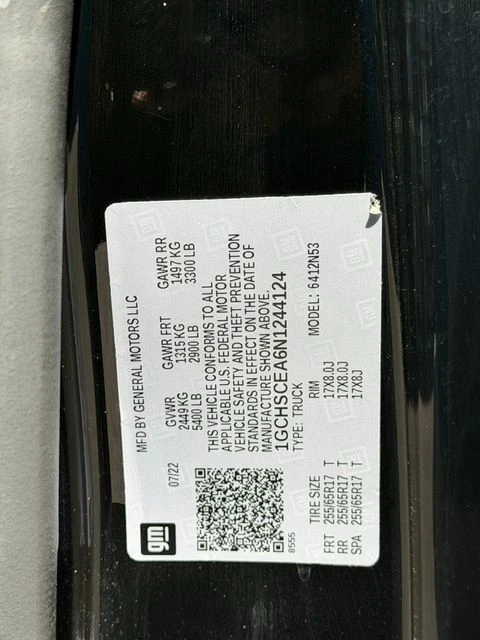 gm
MFD BY GENERAL MOTORS LLC
07/22
GVWR GAWR FRT GAWR RR
2449 KG 1315 KG 1497 KG
5400 LB 2900 LB 3300 LB
THIS VEHICLE CONFORMS TO ALL
APPLICABLE U.S. FEDERAL MOTOR
VEHICLE SAFETY AND THEFT PREVENTION
STANDARDS IN EFFECT ON THE DATE OF
MANUFACTURE SHOWN ABOVE.
1GCHSCEA6N1244124
TYPE: TRUCK MODEL: 6412N53
8555
TIRE SIZE RIM
FRT 255/65R17 T 17X8.0J
RR 255/65R17 T 17X8.0J
SPA 255/65R17 T 17X8J